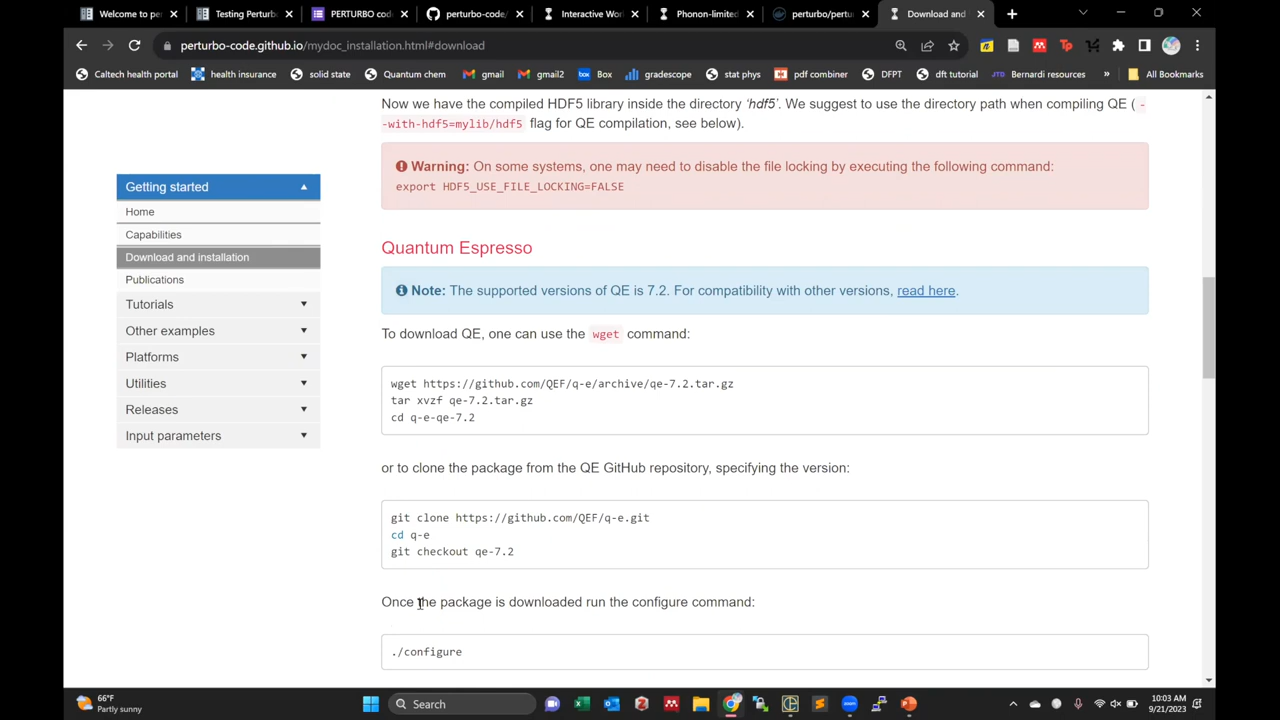 Welcome to pe
Testing Perturbo
PERTURBO code
perturbo-code/
Interactive Wor
Phonon-limited
perturbo/pertur
Download and
perturbo-code.github.io/mydoc_installation.html#download
Caltech health portal
health insurance
solid state
Quantum chem
gmail
gmail2
Box
gradescope
stat phys
pdf combiner
DFPT
dft tutorial
JTD Bernardi resources
»
All Bookmarks
Now we have the compiled HDF5 library inside the directory ‘hdf5’. We suggest to use the directory path when compiling QE ( -
-with-hdf5=mylib/hdf5 flag for QE compilation, see below).
Warning: On some systems, one may need to disable the file locking by executing the following command:
export HDF5_USE_FILE_LOCKING=FALSE
Getting started
Home
Capabilities
Download and installation
Publications
Tutorials
Other examples
Platforms
Utilities
Releases
Input parameters
Quantum Espresso
Note: The supported versions of QE is 7.2. For compatibility with other versions, read here.
To download QE, one can use the wget command:
wget https://github.com/QEF/q-e/archive/qe-7.2.tar.gz
tar xvzf qe-7.2.tar.gz
cd q-e-qe-7.2
or to clone the package from the QE GitHub repository, specifying the version:
git clone https://github.com/QEF/q-e.git
cd q-e
git checkout qe-7.2
Once the package is downloaded run the configure command:
./configure
66°F
Partly sunny
Search
10:03 AM
9/21/2023